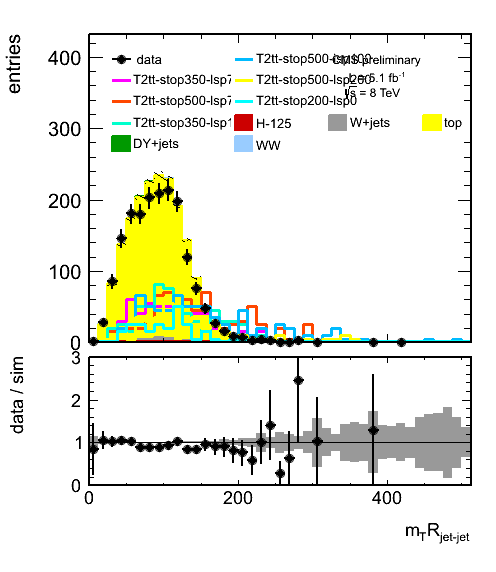 entries
400
300
200
100
0
data
T2tt-stop500-lsp100
CMS preliminary
T2tt-stop350-lsp
T2tt-stop500-lsp200
L = 5.1 fb-1
T2tt-stop500-lsp
T2tt-stop200-lsp0
√s = 8 TeV
T2tt-stop350-lsp1
H-125
W+jets
top
DY+jets
WW
data / sim
3
2
1
0
0
200
400
mTRjet-jet